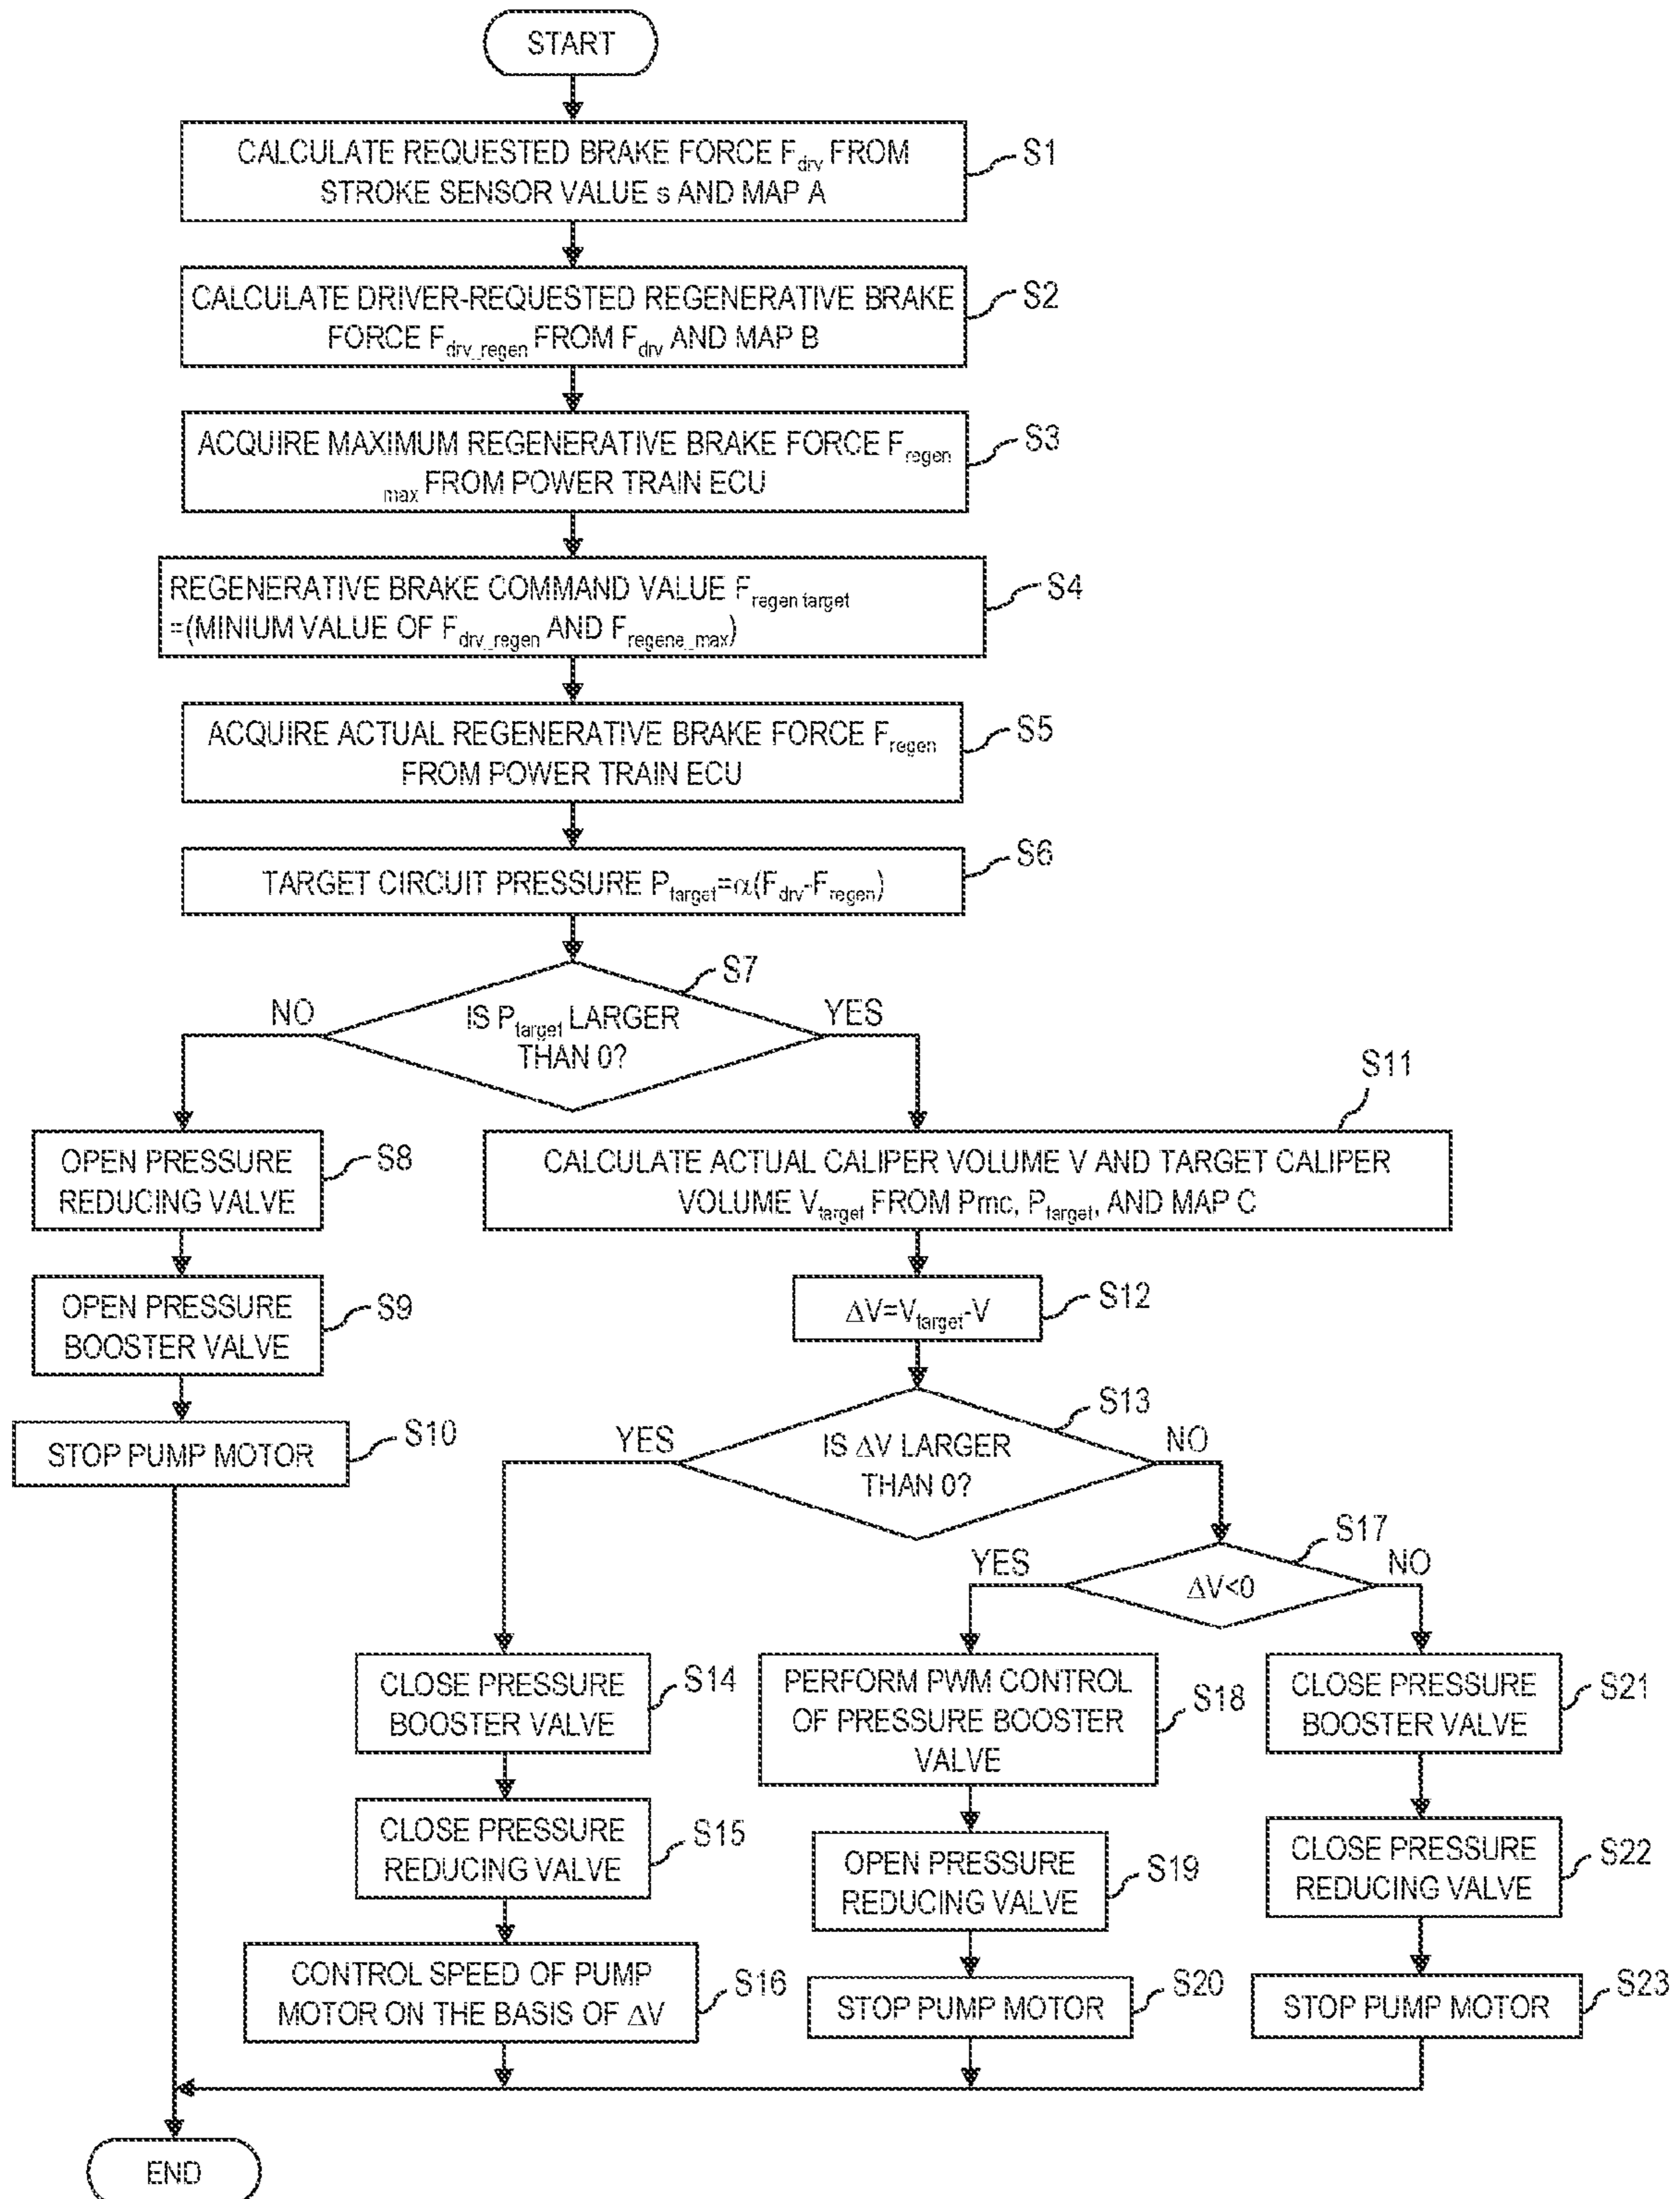 START
CALCULATE REQUESTED BRAKE FORCE Fdrv FROM
STROKE SENSOR VALUE s AND MAP A
S1
CALCULATE DRIVER-REQUESTED REGENERATIVE BRAKE
FORCE Fdrv_regen FROM Fdrv AND MAP B
S2
ACQUIRE MAXIMUM REGENERATIVE BRAKE FORCE Fregen
max FROM POWER TRAIN ECU
S3
REGENERATIVE BRAKE COMMAND VALUE Fregen target
=(MINIUM VALUE OF Fdrv_regen AND Fregene_max)
S4
ACQUIRE ACTUAL REGENERATIVE BRAKE FORCE Fregen
FROM POWER TRAIN ECU
S5
TARGET CIRCUIT PRESSURE Ptarget=α(Fdrv-Fregen)
S6
S7
NO
IS Ptarget LARGER
THAN 0?
YES
S11
OPEN PRESSURE
REDUCING VALVE
S8
CALCULATE ACTUAL CALIPER VOLUME V AND TARGET CALIPER
VOLUME Vtarget FROM Pmc, Ptarget, AND MAP C
OPEN PRESSURE
BOOSTER VALVE
S9
ΔV=Vtarget-V
S12
STOP PUMP MOTOR
S10
S13
YES
IS ΔV LARGER
THAN 0?
NO
S17
YES
ΔV<0
NO
CLOSE PRESSURE
BOOSTER VALVE
S14
PERFORM PWM CONTROL
OF PRESSURE BOOSTER
VALVE
S18
CLOSE PRESSURE
BOOSTER VALVE
S21
CLOSE PRESSURE
REDUCING VALVE
S15
OPEN PRESSURE
REDUCING VALVE
S19
CLOSE PRESSURE
REDUCING VALVE
S22
CONTROL SPEED OF PUMP
MOTOR ON THE BASIS OF ΔV
S16
STOP PUMP MOTOR
S20
STOP PUMP MOTOR
S23
END